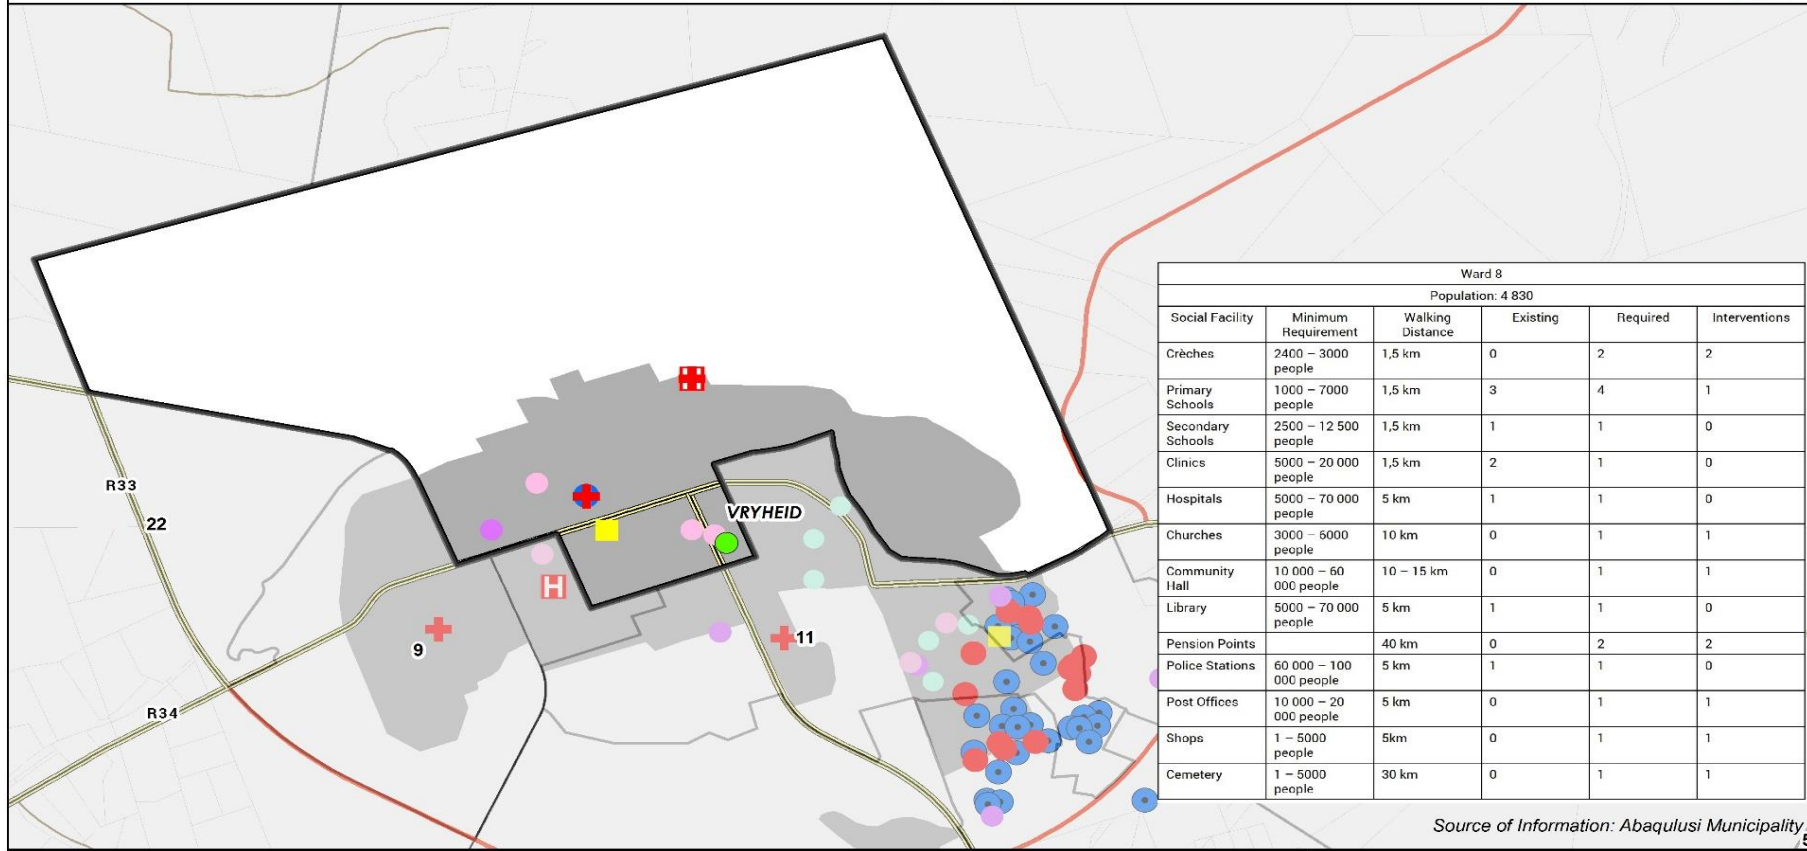 R33
22
VRYHEID
H
9
11
R34
Ward 8
Population: 4 830
Social Facility Minimum Requirement Walking Distance Existing Required Interventions
Crèches 2400 – 3000 people 1,5 km 0 2 2
Primary Schools 1000 – 7000 people 1,5 km 3 4 1
Secondary Schools 2500 – 12 500 people 1,5 km 1 1 0
Clinics 5000 – 20 000 people 1,5 km 2 1 0
Hospitals 5000 – 70 000 people 5 km 1 1 0
Churches 3000 – 6000 people 10 km 0 1 1
Community Hall 10 000 – 60 000 people 10 – 15 km 0 1 1
Library 5000 – 70 000 people 5 km 1 1 0
Pension Points 40 km 0 2 2
Police Stations 60 000 – 100 000 people 5 km 1 1 0
Post Offices 10 000 – 20 000 people 5 km 0 1 1
Shops 1 – 5000 people 5km 0 1 1
Cemetery 1 – 5000 people 30 km 0 1 1
Source of Information: Abaqulusi Municipality